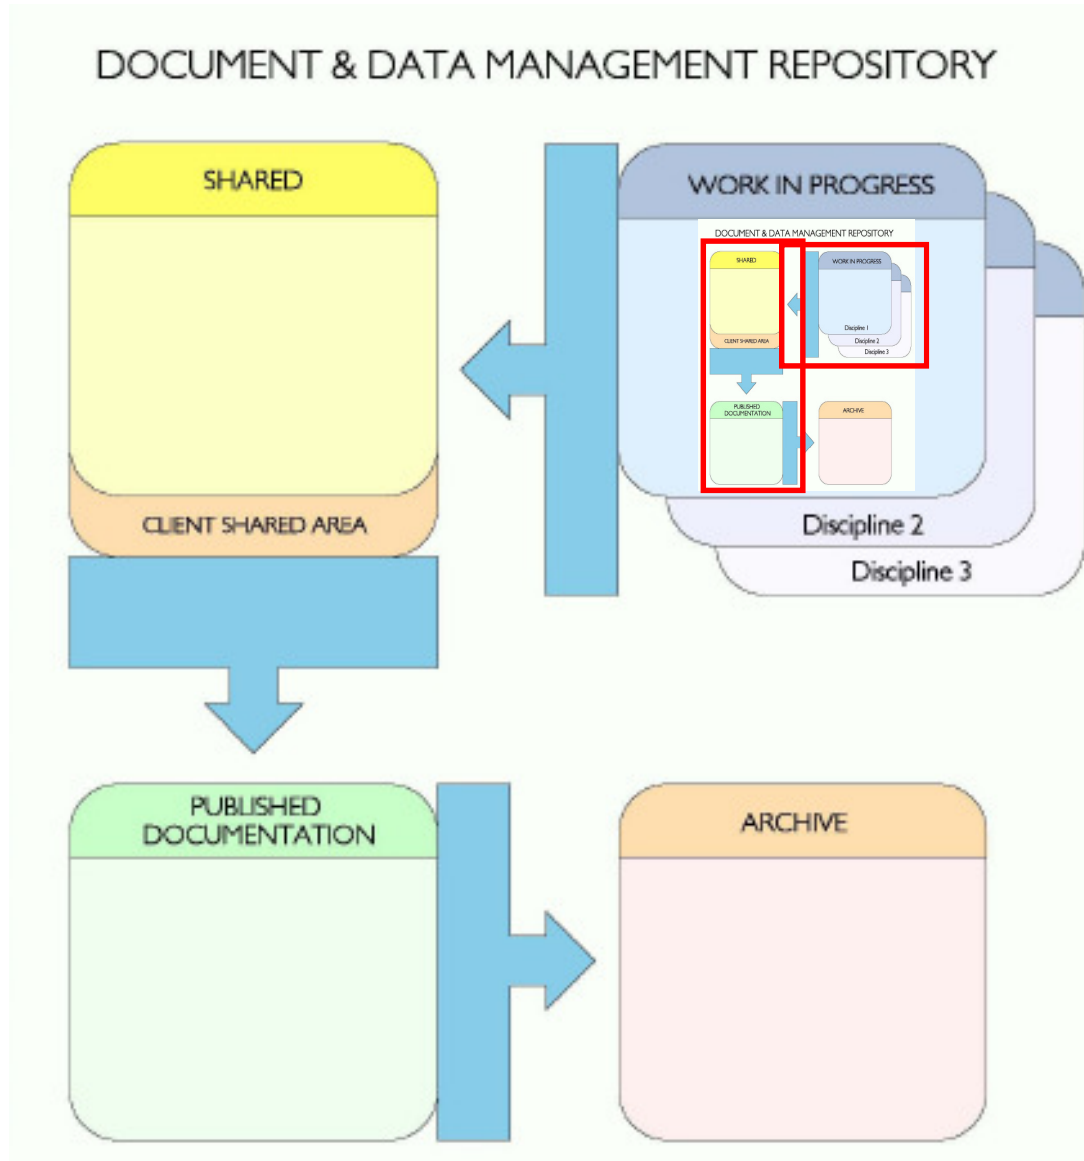 DOCUMENT & DATA MANAGEMENT REPOSITORY
SHARED
WORK IN PROGRESS
DOCUMENT & DATA MANAGEMENT REPOSITORY
SHARED
WORK IN PROGRESS
Discipline 1
CLIENT SHARED AREA
Discipline 2
Discipline 3
PUBLISHED
DOCUMENTATION
ARCHIVE
CLIENT SHARED AREA
Discipline 2
Discipline 3
PUBLISHED
DOCUMENTATION
ARCHIVE